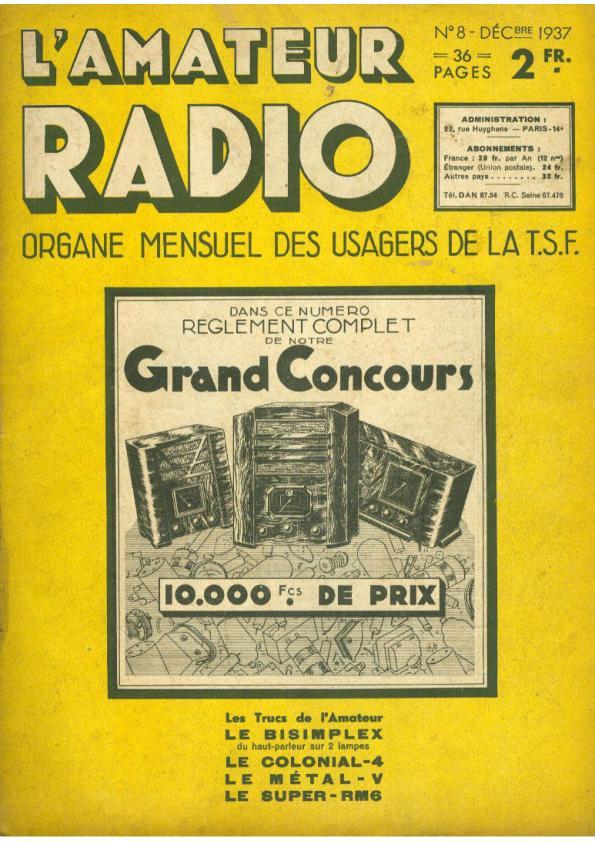 L'AMATEUR
RADIO
N° 8 - DÉCBRE 1937
= 36 =
PAGES
2 FR.
ADMINISTRATION :
22, rue Huyghens — PARIS-14e
ABONNEMENTS :
France : 20 fr. par An (12 nos)
Étranger (Union postale). 24 fr.
Autres pays........ 32 fr.
Tél. DAN 87.54 R.C. Seine 67.476
ORGANE MENSUEL DES USAGERS DE LA T.S.F.
DANS CE NUMERO
REGLEMENT COMPLET
DE NOTRE
Grand Concours
10.000 Fcs. DE PRIX
Les Trucs de l'Amateur
LE BISIMPLEX
du haut-parleur sur 2 lampes
LE COLONIAL-4
LE MÉTAL-V
LE SUPER-RM6